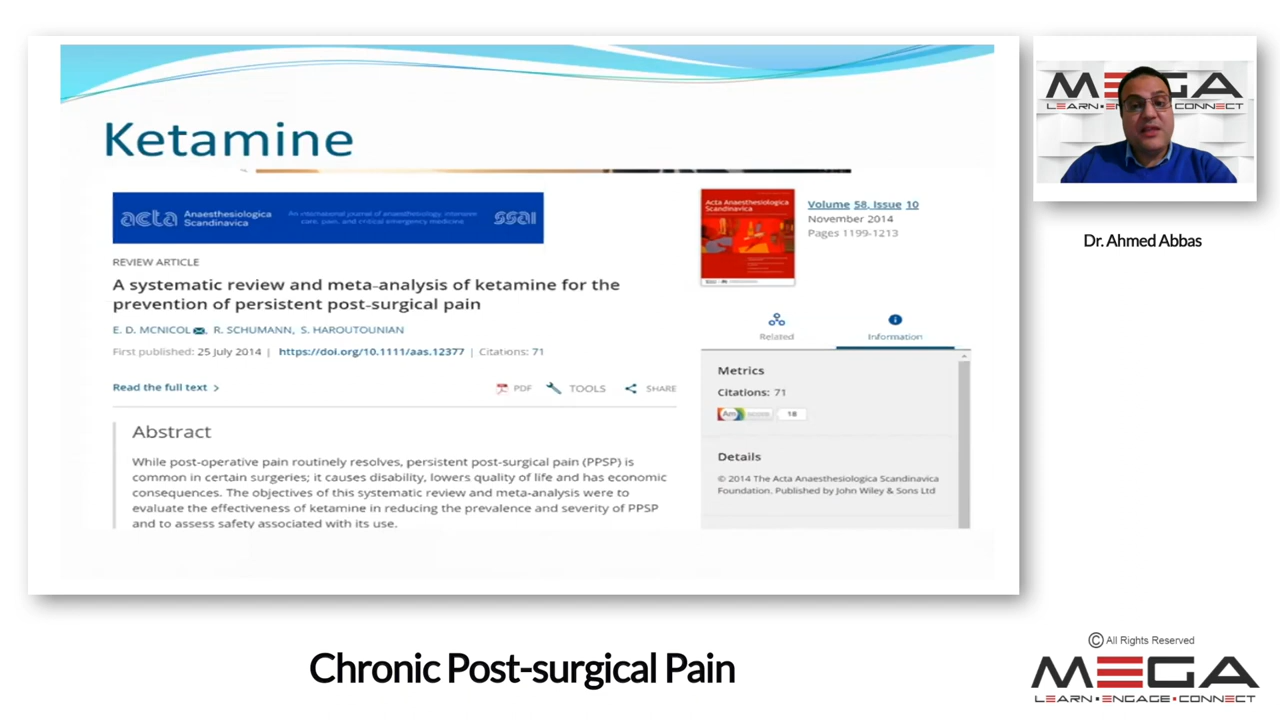 Ketamine
acta Anaesthesiologica
Scandinavica
An international journal of anaesthesiology, intensive
care, pain, and critical emergency medicine
ssai
REVIEW ARTICLE
A systematic review and meta-analysis of ketamine for the
prevention of persistent post-surgical pain
E. D. MCNICOL, R. SCHUMANN, S. HAROUTOUNIAN
First published: 25 July 2014 | https://doi.org/10.1111/aas.12377 | Citations: 71
Read the full text >
PDF TOOLS SHARE
Abstract
While post-operative pain routinely resolves, persistent post-surgical pain (PPSP) is
common in certain surgeries; it causes disability, lowers quality of life and has economic
consequences. The objectives of this systematic review and meta-analysis were to
evaluate the effectiveness of ketamine in reducing the prevalence and severity of PPSP
and to assess safety associated with its use.
Acta Anaesthesiologica
Scandinavica
Volume 58, Issue 10
November 2014
Pages 1199-1213
Related
Information
Metrics
Citations: 71
Am score 18
Details
© 2014 The Acta Anaesthesiologica Scandinavica
Foundation. Published by John Wiley & Sons Ltd
MEGA
LEARN•ENGAGE•CONNECT
Dr. Ahmed Abbas
Chronic Post-surgical Pain
© All Rights Reserved
MEGA
LEARN•ENGAGE•CONNECT